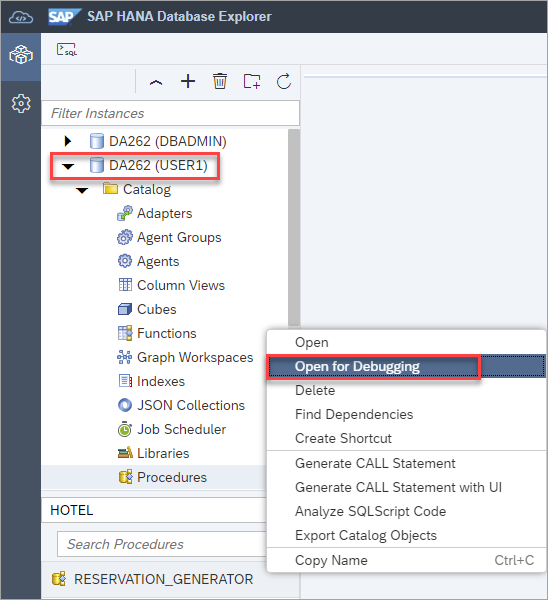 SAP SAP HANA Database Explorer
SQL
Filter Instances
DA262 (DBADMIN)
DA262 (USER1)
Catalog
Adapters
Agent Groups
Agents
Column Views
Cubes
Functions
Graph Workspaces
Indexes
JSON Collections
Job Scheduler
Libraries
Procedures
Open
Open for Debugging
Delete
Find Dependencies
Create Shortcut
Generate CALL Statement
Generate CALL Statement with UI
Analyze SQLScript Code
Export Catalog Objects
Copy Name Ctrl+C
HOTEL
Search Procedures
RESERVATION_GENERATOR